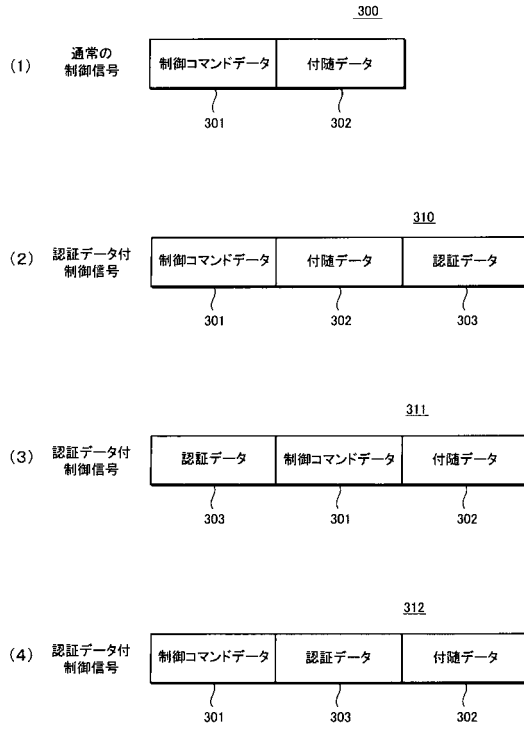 300
(1) 通常の
制御信号
制御コマンドデータ 付随データ
301 302
310
(2) 認証データ付
制御信号
制御コマンドデータ 付随データ 認証データ
301 302 303
311
(3) 認証データ付
制御信号
認証データ 制御コマンドデータ 付随データ
303 301 302
312
(4) 認証データ付
制御信号
制御コマンドデータ 認証データ 付随データ
301 303 302